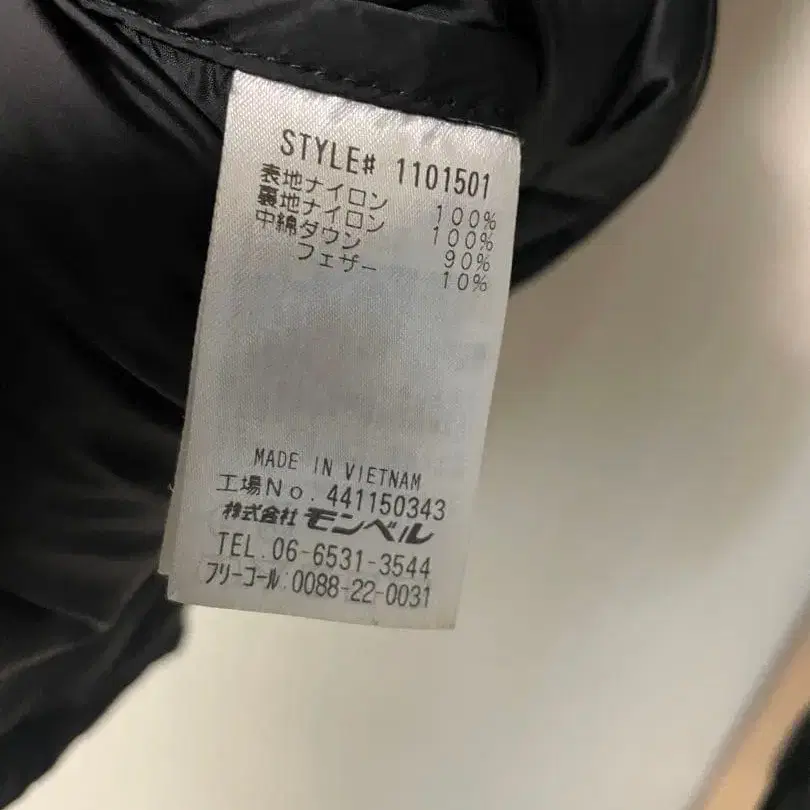 STYLE# 1101501
表地ナイロン 100%
裏地ナイロン 100%
中綿ダウン 90%
フェザー 10%
MADE IN VIETNAM
工場No. 441150343
株式会社 モンベル
TEL. 06-6531-3544
フリーコール:0088-22-0031